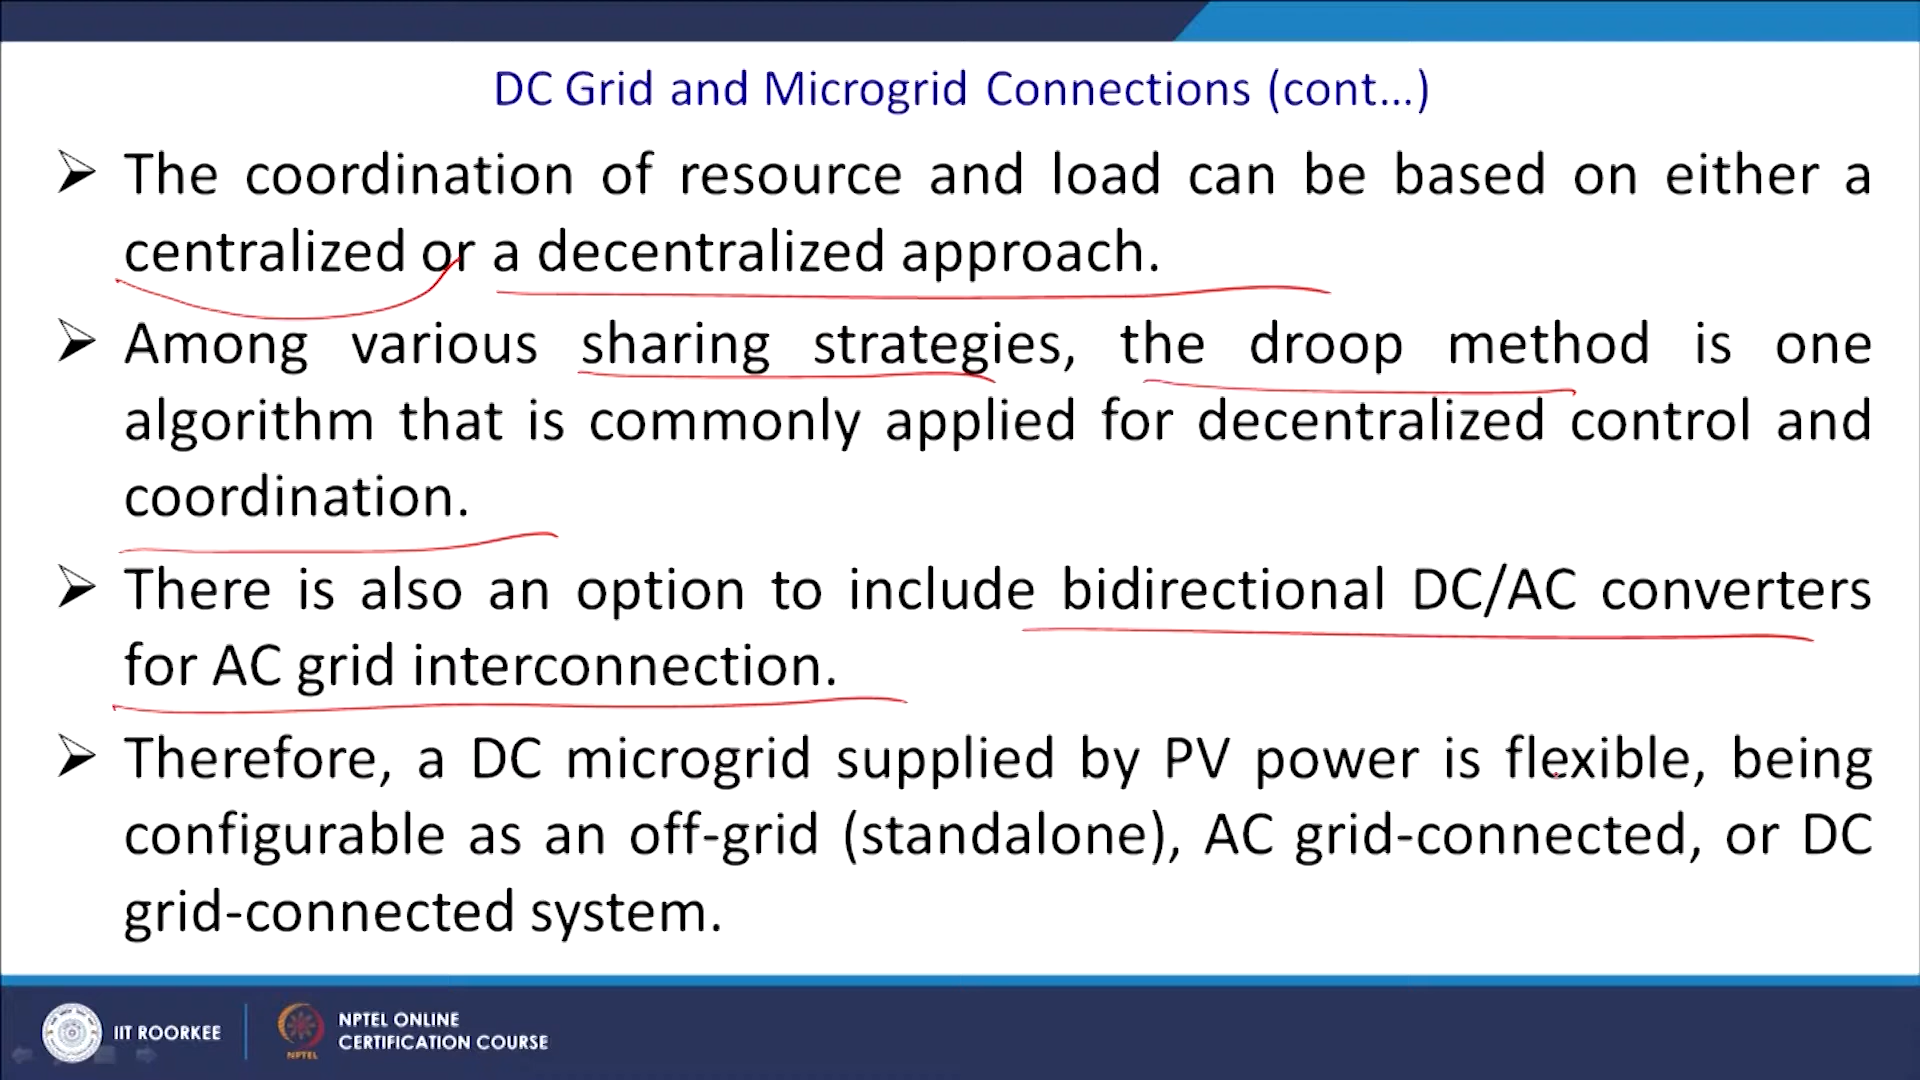 DC Grid and Microgrid Connections (cont...)
➢ The coordination of resource and load can be based on either a
centralized or a decentralized approach.
➢ Among various sharing strategies, the droop method is one
algorithm that is commonly applied for decentralized control and
coordination.
➢ There is also an option to include bidirectional DC/AC converters
for AC grid interconnection.
➢ Therefore, a DC microgrid supplied by PV power is flexible, being
configurable as an off-grid (standalone), AC grid-connected, or DC
grid-connected system.
IIT ROORKEE
NPTEL
NPTEL ONLINE
CERTIFICATION COURSE